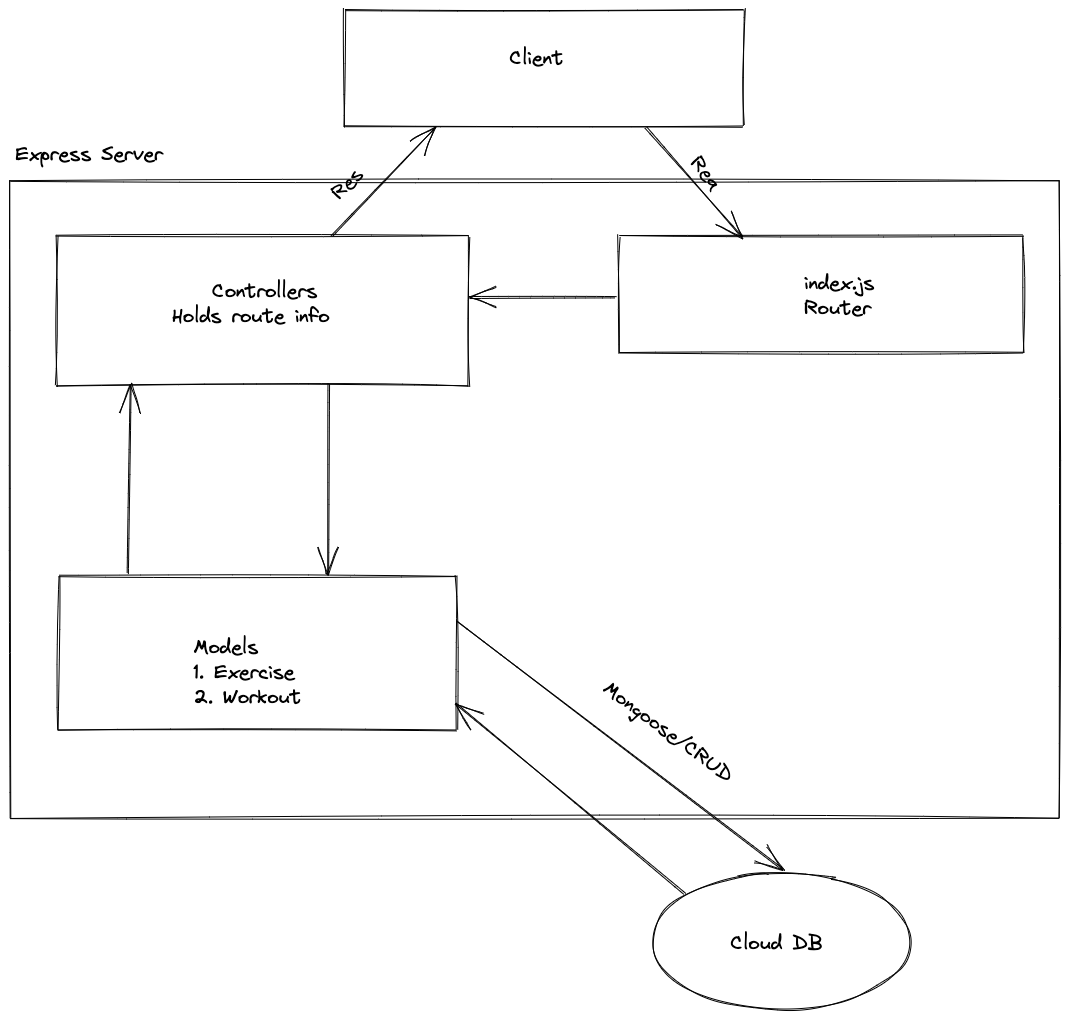 Client
Express Server
Res
Req
Controllers
Holds route info
index.js
Router
Models
1. Exercise
2. Workout
Mongoose/CRUD
Cloud DB